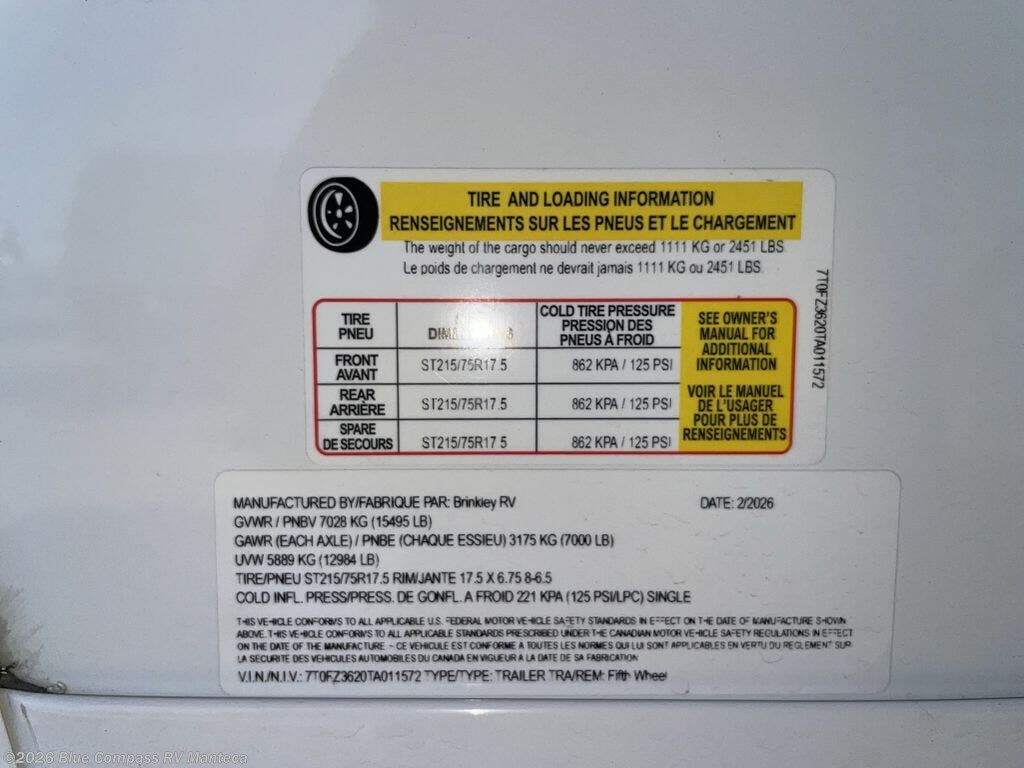 TIRE AND LOADING INFORMATION
RENSEIGNEMENTS SUR LES PNEUS ET LE CHARGEMENT
The weight of the cargo should never exceed 1111 KG or 2451 LBS
Le poids de chargement ne devrait jamais 1111 KG ou 2451 LBS
TIRE
PNEU
COLD TIRE PRESSURE
PRESSION DES
PNEUS À FROID
FRONT
AVANT
ST215/75R17.5
862 KPA / 125 PSI
REAR
ARRIÈRE
ST215/75R17.5
862 KPA / 125 PSI
SPARE
DE SECOURS
ST215/75R17.5
862 KPA / 125 PSI
SEE OWNER'S
MANUAL FOR
ADDITIONAL
INFORMATION
VOIR LE MANUEL
DE L'USAGER
POUR PLUS DE
RENSEIGNEMENTS
7T0FZ3620TA011572
MANUFACTURED BY/FABRIQUE PAR: Brinkley RV DATE: 2/2026
GVWR / PNBV 7028 KG (15495 LB)
GAWR (EACH AXLE) / PNBE (CHAQUE ESSIEU) 3175 KG (7000 LB)
UVW 5889 KG (12984 LB)
TIRE/PNEU ST215/75R17.5 RIM/JANTE 17.5 X 6.75 8-6.5
COLD INFL. PRESS/PRESS. DE GONFL. A FROID 221 KPA (125 PSI/LPC) SINGLE
THIS VEHICLE CONFORMS TO ALL APPLICABLE U.S. FEDERAL MOTOR VEHICLE SAFETY STANDARDS IN EFFECT ON THE DATE OF MANUFACTURE SHOWN
ABOVE. THIS VEHICLE CONFORMS TO ALL APPLICABLE STANDARDS PRESCRIBED UNDER THE CANADIAN MOTOR VEHICLE SAFETY REGULATIONS IN EFFECT
ON THE DATE OF THE MANUFACTURE - CE VEHICULE EST CONFORME A TOUTES LES NORMES QUI LUI SONT APPLICABLES EN VERTU DU REGLEMENT SUR
LA SECURITE DES VEHICULES AUTOMOBILES DU CANADA EN VIGUEUR A LA DATE DE SA FABRICATION
V.I.N./N.I.V.: 7T0FZ3620TA011572 TYPE/TYPE: TRAILER TRA/REM: Fifth Wheel
©2026 Blue Compass RV Manteca